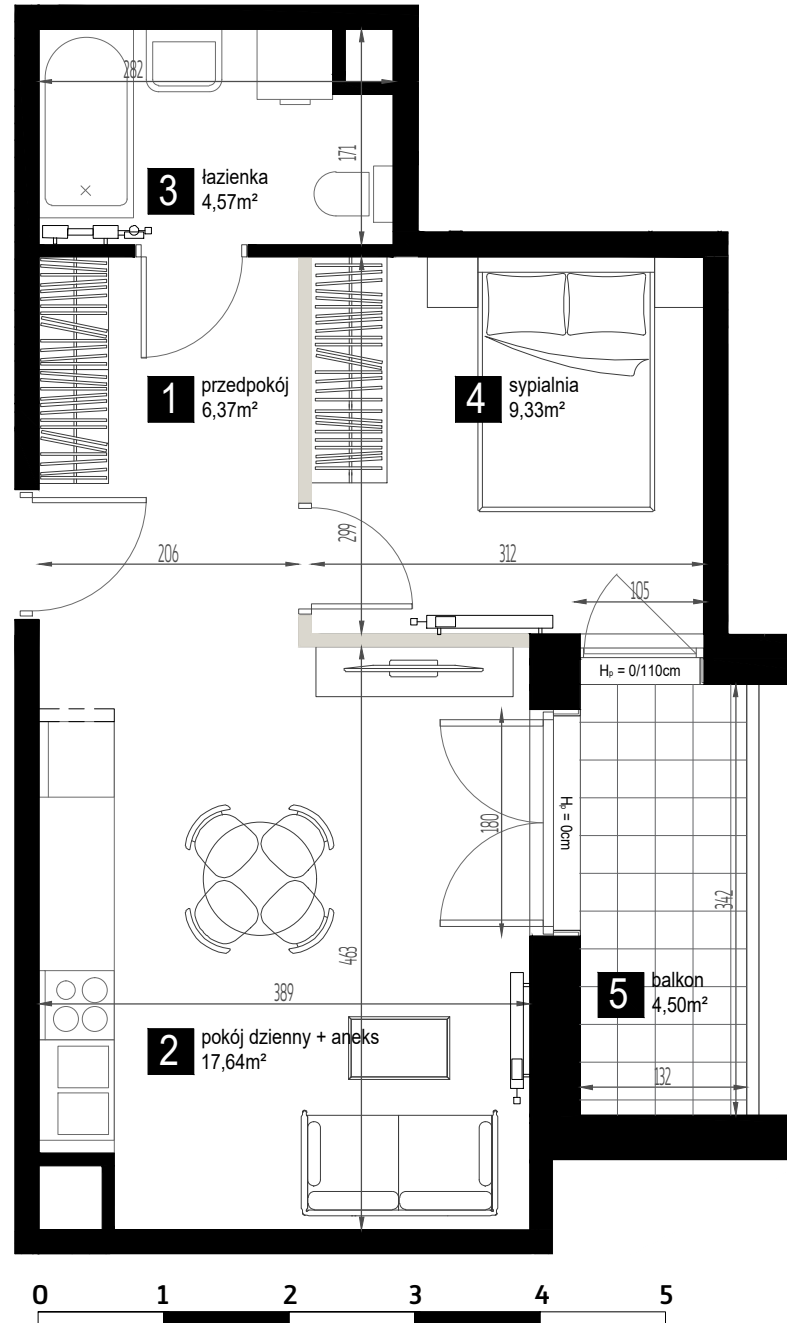 282
171
3 łazienka
4,57m²
1 przedpokój
6,37m²
4 sypialnia
9,33m²
299
206
312
105
Hₚ = 0/110cm
180
Hₚ = 0cm
342
463
389
5 balkon
4,50m²
2 pokój dzienny + aneks
17,64m²
132
0 1 2 3 4 5